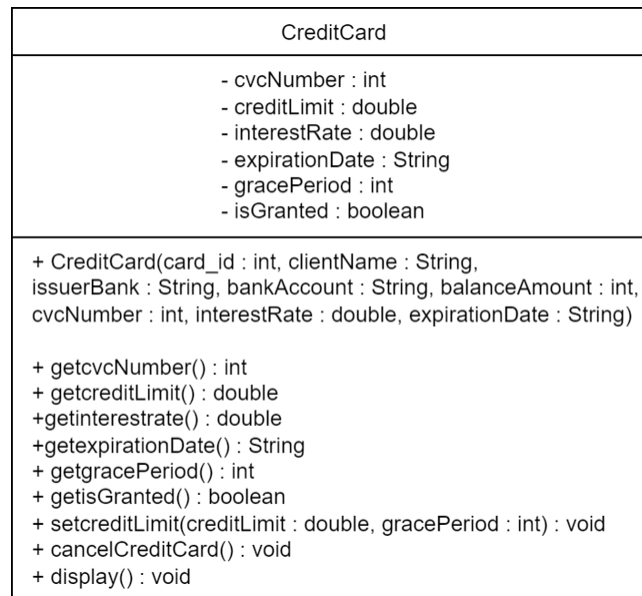 CreditCard
- cvcNumber : int
- creditLimit : double
- interestRate : double
- expirationDate : String
- gracePeriod : int
- isGranted : boolean
+ CreditCard(card_id : int, clientName : String,
issuerBank : String, bankAccount : String, balanceAmount : int,
cvcNumber : int, interestRate : double, expirationDate : String)
+ getcvcNumber() : int
+ getcreditLimit() : double
+getinterestrate() : double
+getexpirationDate() : String
+ getgracePeriod() : int
+ getisGranted() : boolean
+ setcreditLimit(creditLimit : double, gracePeriod : int) : void
+ cancelCreditCard() : void
+ display() : void